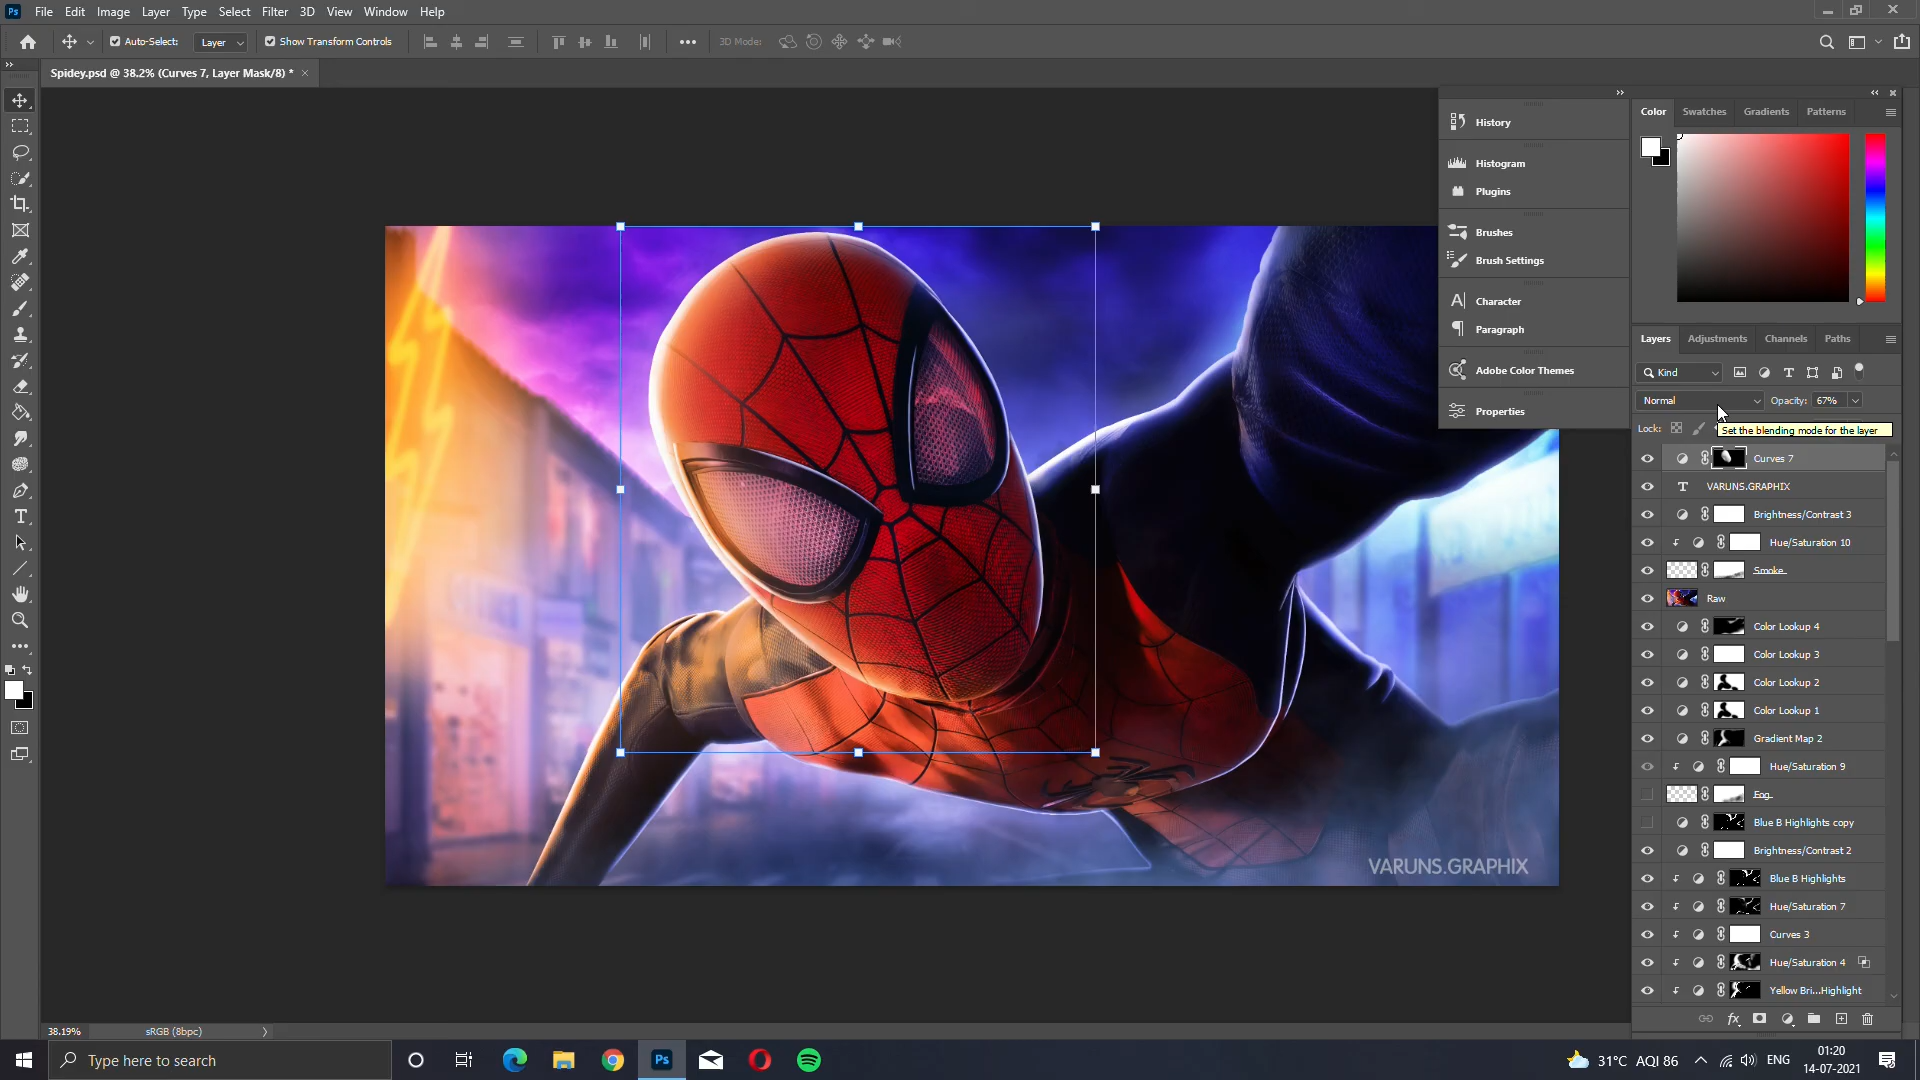 File Edit Image Layer Type Select Filter 3D View Window Help
Auto-Select: Layer Show Transform Controls 3D Mode:
Spidey.psd @ 38.2% (Curves 7, Layer Mask/8) *
History
Histogram
Plugins
Brushes
Brush Settings
Character
Paragraph
Adobe Color Themes
Properties
Color Swatches Gradients Patterns
Layers Adjustments Channels Paths
Kind
Normal Opacity: 67%
Lock:
Set the blending mode for the layer
Curves 7
VARUNS.GRAPHIX
Brightness/Contrast 3
Hue/Saturation 10
Smoke
Raw
Color Lookup 4
Color Lookup 3
Color Lookup 2
Color Lookup 1
Gradient Map 2
Hue/Saturation 9
Fog
Blue B Highlights copy
Brightness/Contrast 2
Blue B Highlights
Hue/Saturation 7
Curves 3
Hue/Saturation 4
Yellow Bri...Highlight
VARUNS.GRAPHIX
38.19% sRGB (8bpc)
Type here to search
31°C AQI 86 ENG
01:20
14-07-2021